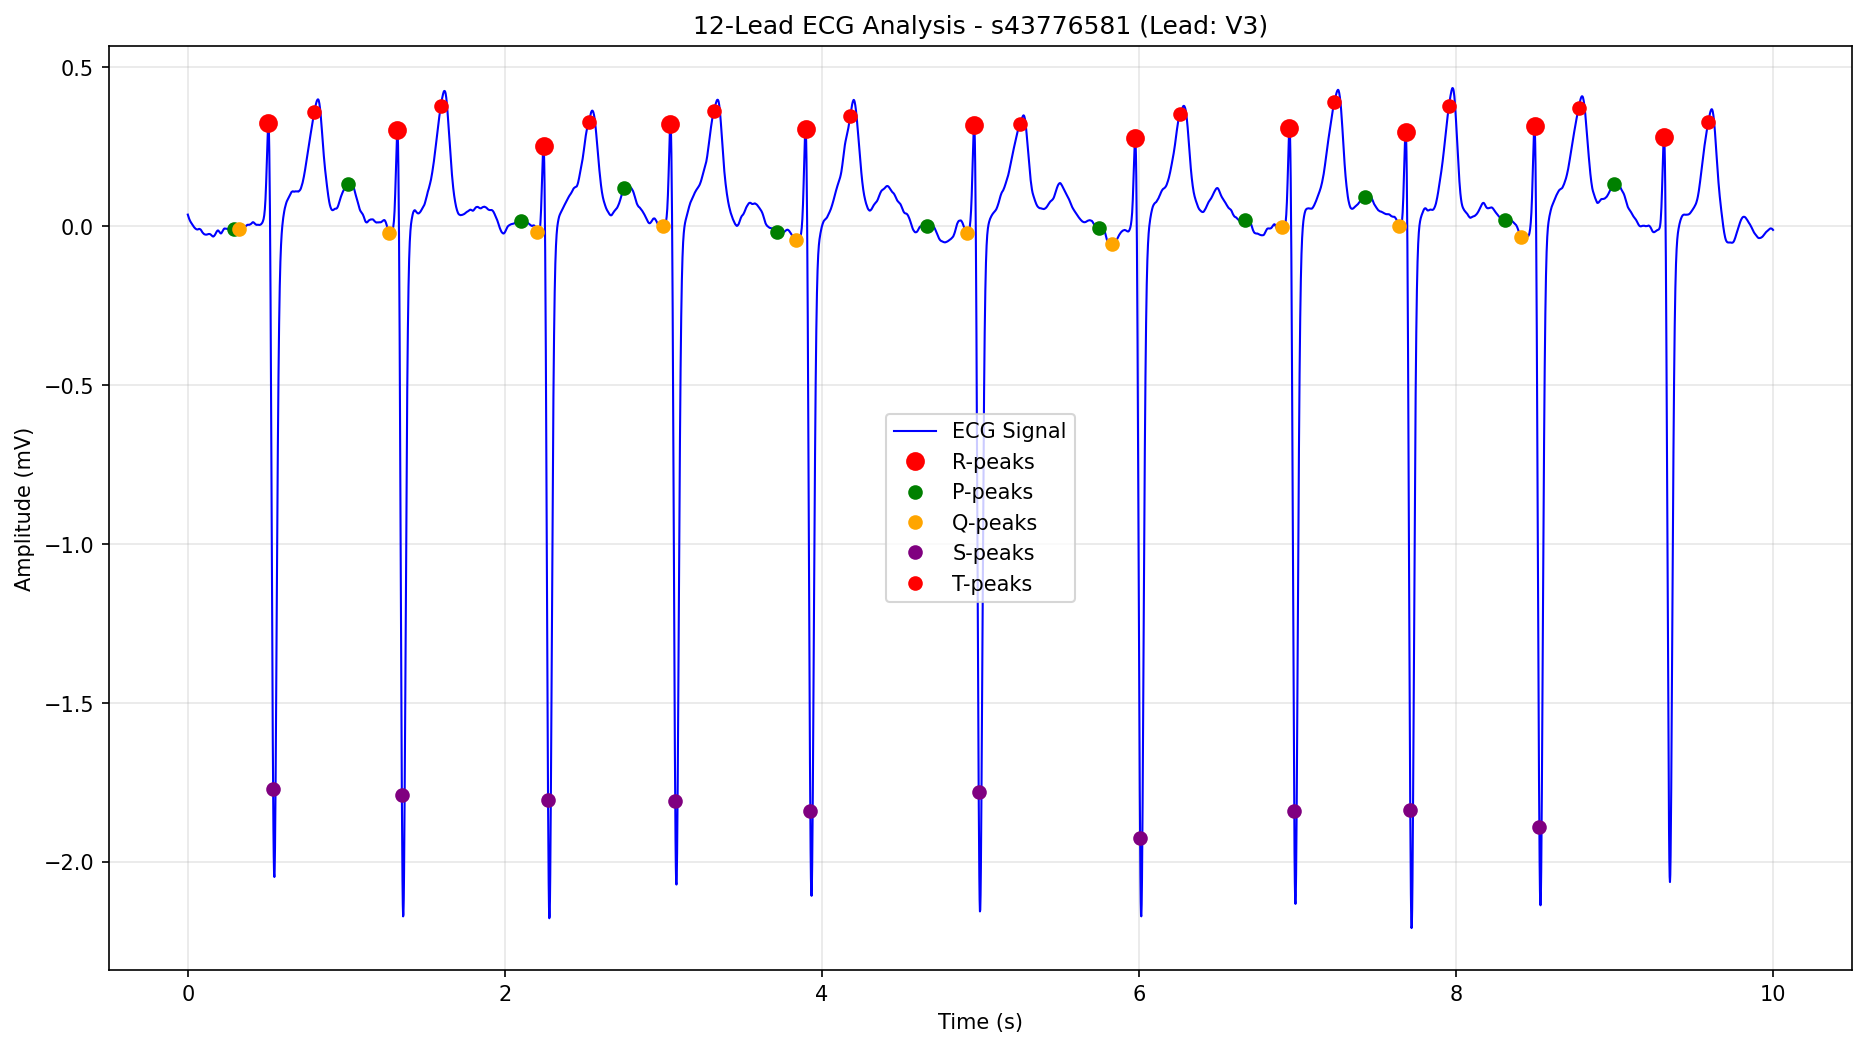 12-Lead ECG Analysis - s43776581 (Lead: V3)
0.5
0.0
−0.5
−1.0
−1.5
−2.0
Amplitude (mV)
ECG Signal
R-peaks
P-peaks
Q-peaks
S-peaks
T-peaks
0 2 4 6 8 10
Time (s)